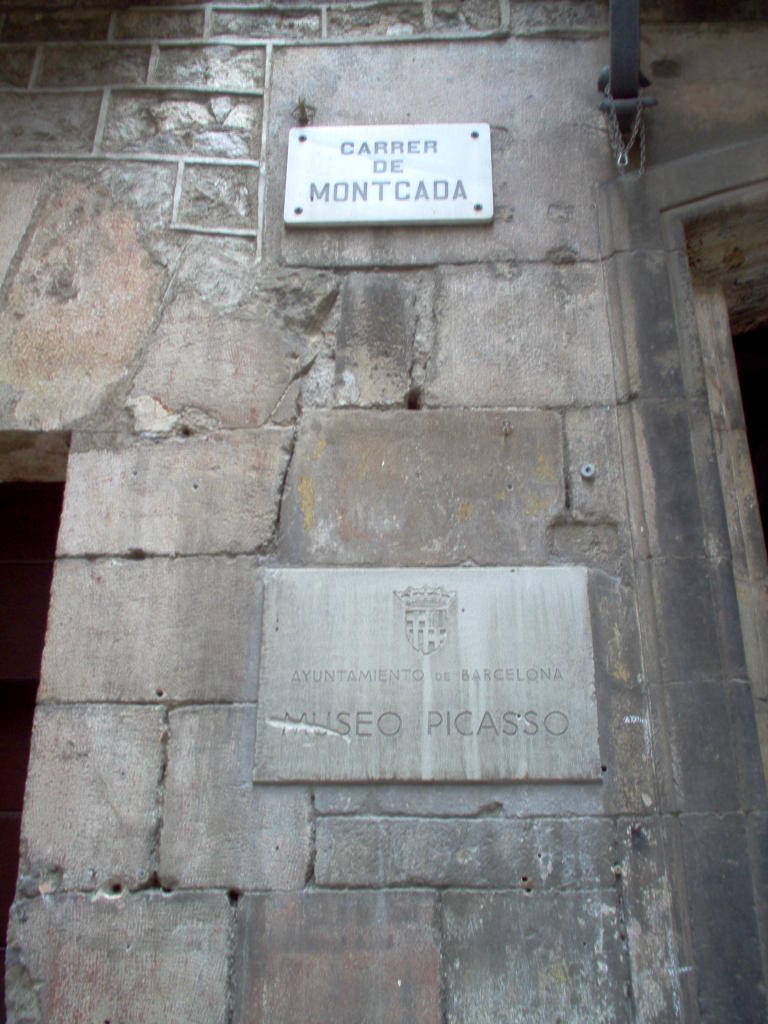 CARRER
DE
MONTCADA
AYUNTAMIENTO DE BARCELONA
MUSEO PICASSO